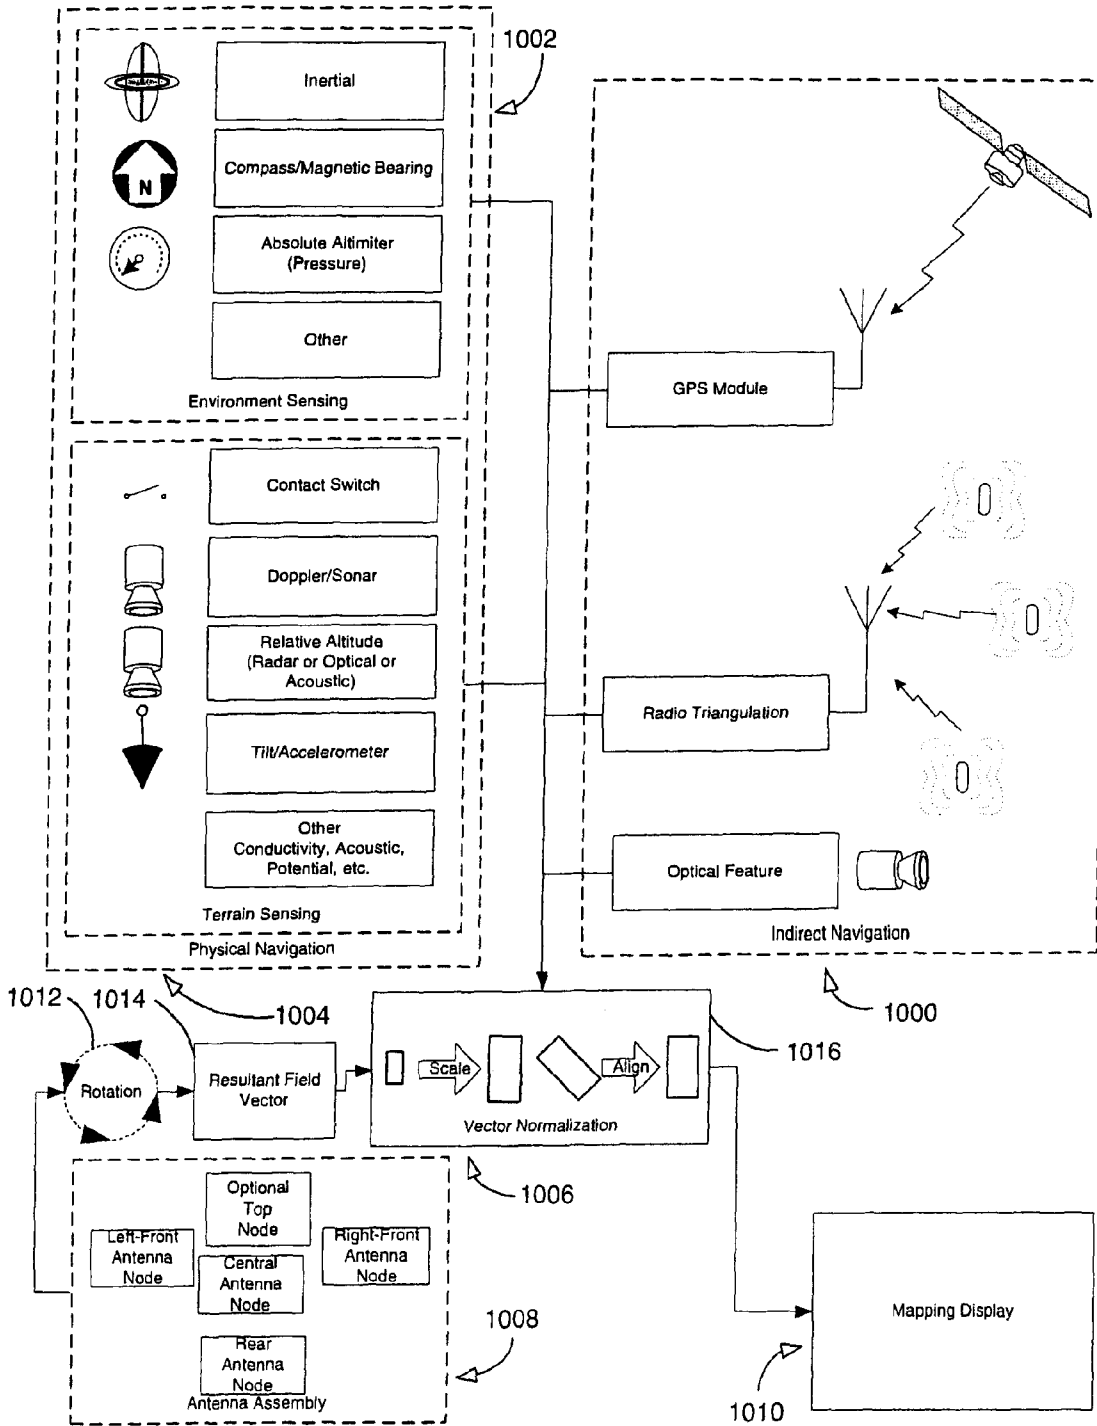 1002
Inertial
Compass/Magnetic Bearing
N
Absolute Altimiter
(Pressure)
Other
Environment Sensing
GPS Module
Contact Switch
Doppler/Sonar
Relative Altitude
(Radar or Optical or
Acoustic)
Radio Triangulation
Tilt/Accelerometer
Other
Conductivity, Acoustic,
Potential, etc.
Optical Feature
Terrain Sensing
Physical Navigation
Indirect Navigation
1012
1014
1004
1000
1016
Rotation
Resultant Field
Vector
Scale
Align
Vector Normalization
1006
Optional
Top
Node
Left-Front
Antenna
Node
Right-Front
Antenna
Node
Central
Antenna
Node
1008
Rear
Antenna
Node
Antenna Assembly
Mapping Display
1010